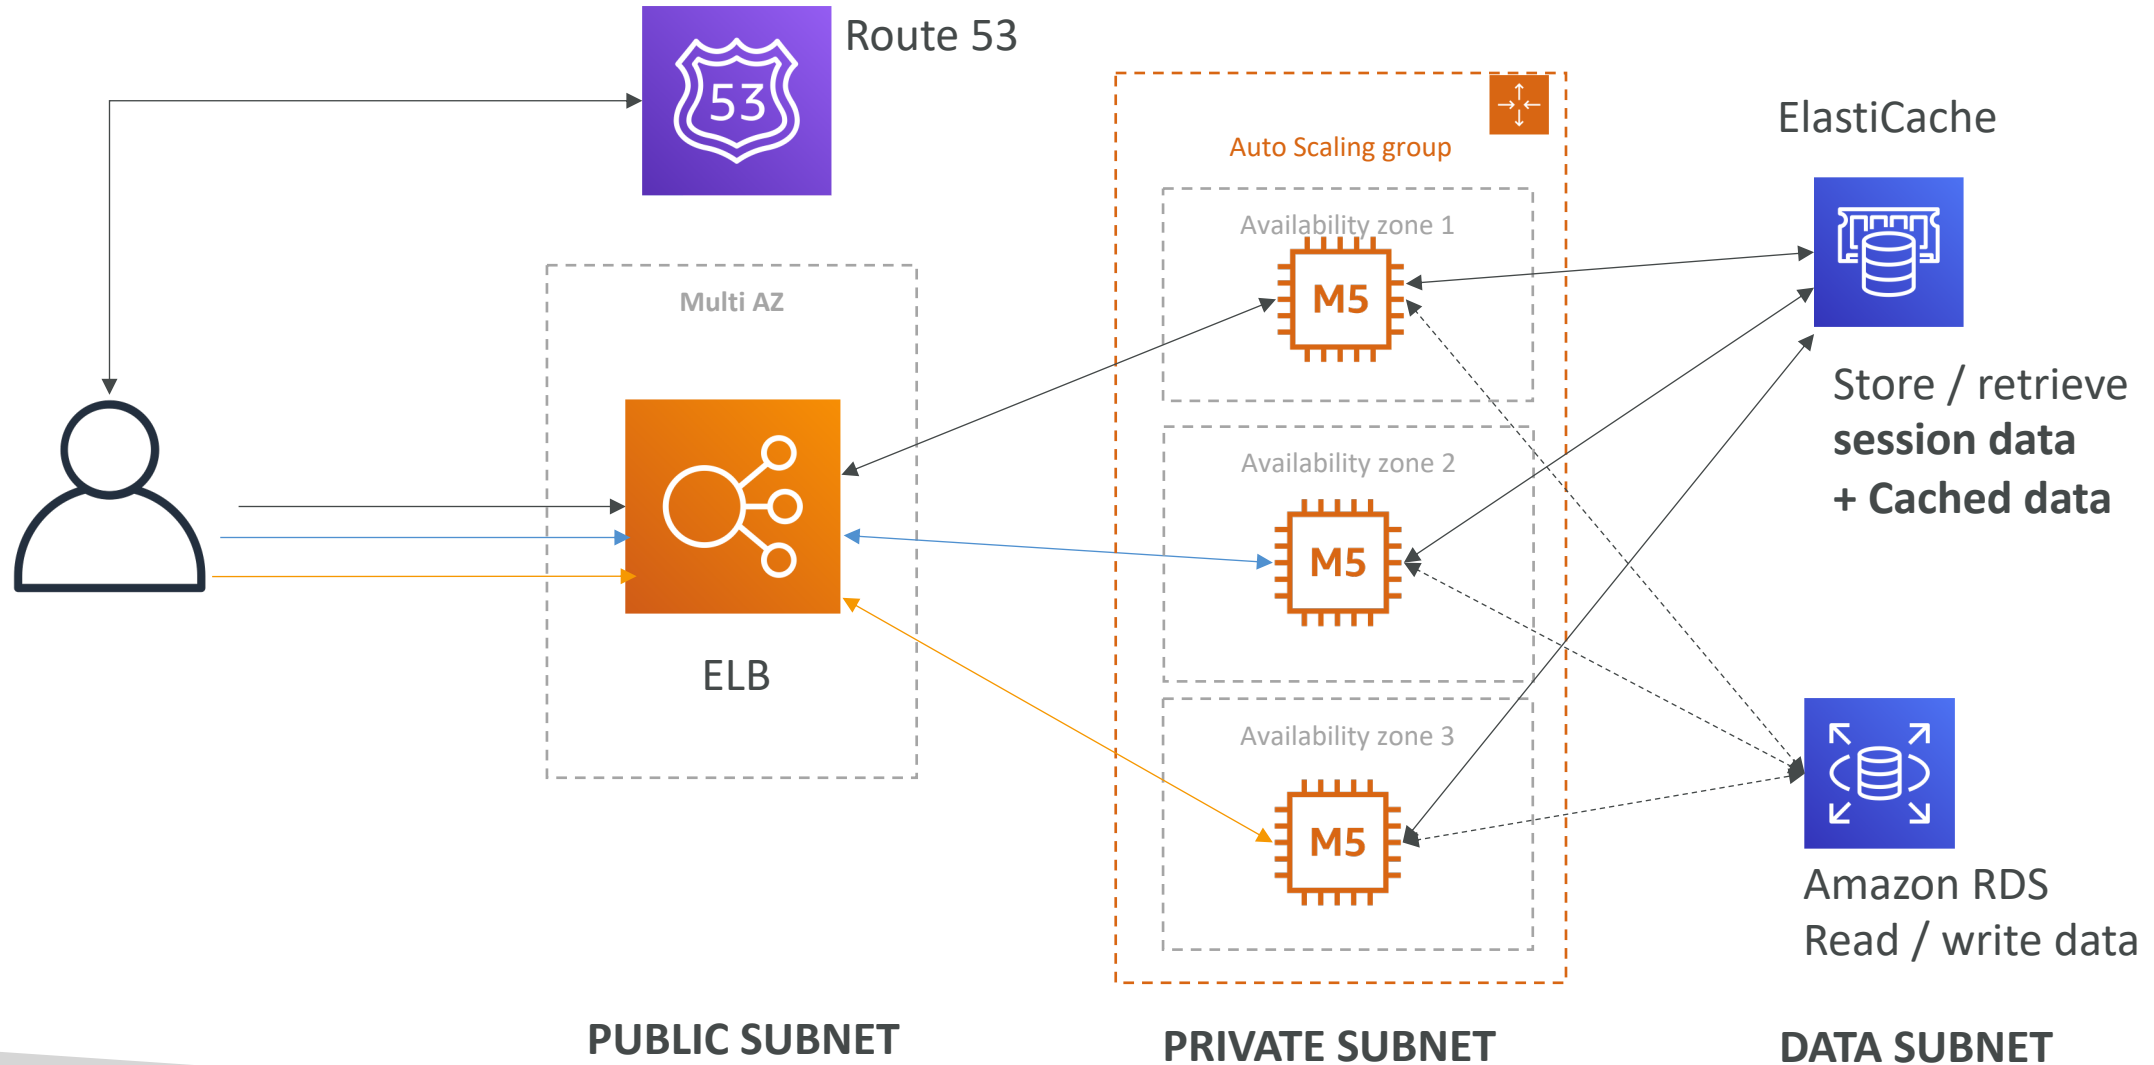 Route 53
53
ElastiCache
Auto Scaling group
Availability zone 1
M5
Multi AZ
Store / retrieve
session data
+ Cached data
Availability zone 2
M5
ELB
Availability zone 3
M5
Amazon RDS
Read / write data
PUBLIC SUBNET
PRIVATE SUBNET
DATA SUBNET